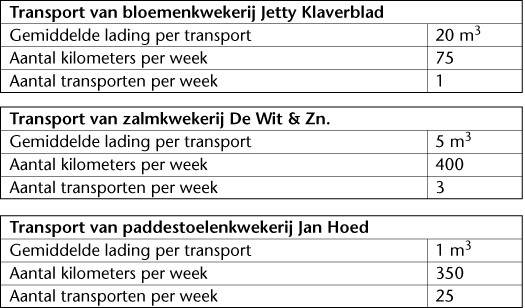 Transport van bloemenkwekerij Jetty Klaverblad
Gemiddelde lading per transport 20 m³
Aantal kilometers per week 75
Aantal transporten per week 1
Transport van zalmkwekerij De Wit & Zn.
Gemiddelde lading per transport 5 m³
Aantal kilometers per week 400
Aantal transporten per week 3
Transport van paddestoelenkwekerij Jan Hoed
Gemiddelde lading per transport 1 m³
Aantal kilometers per week 350
Aantal transporten per week 25